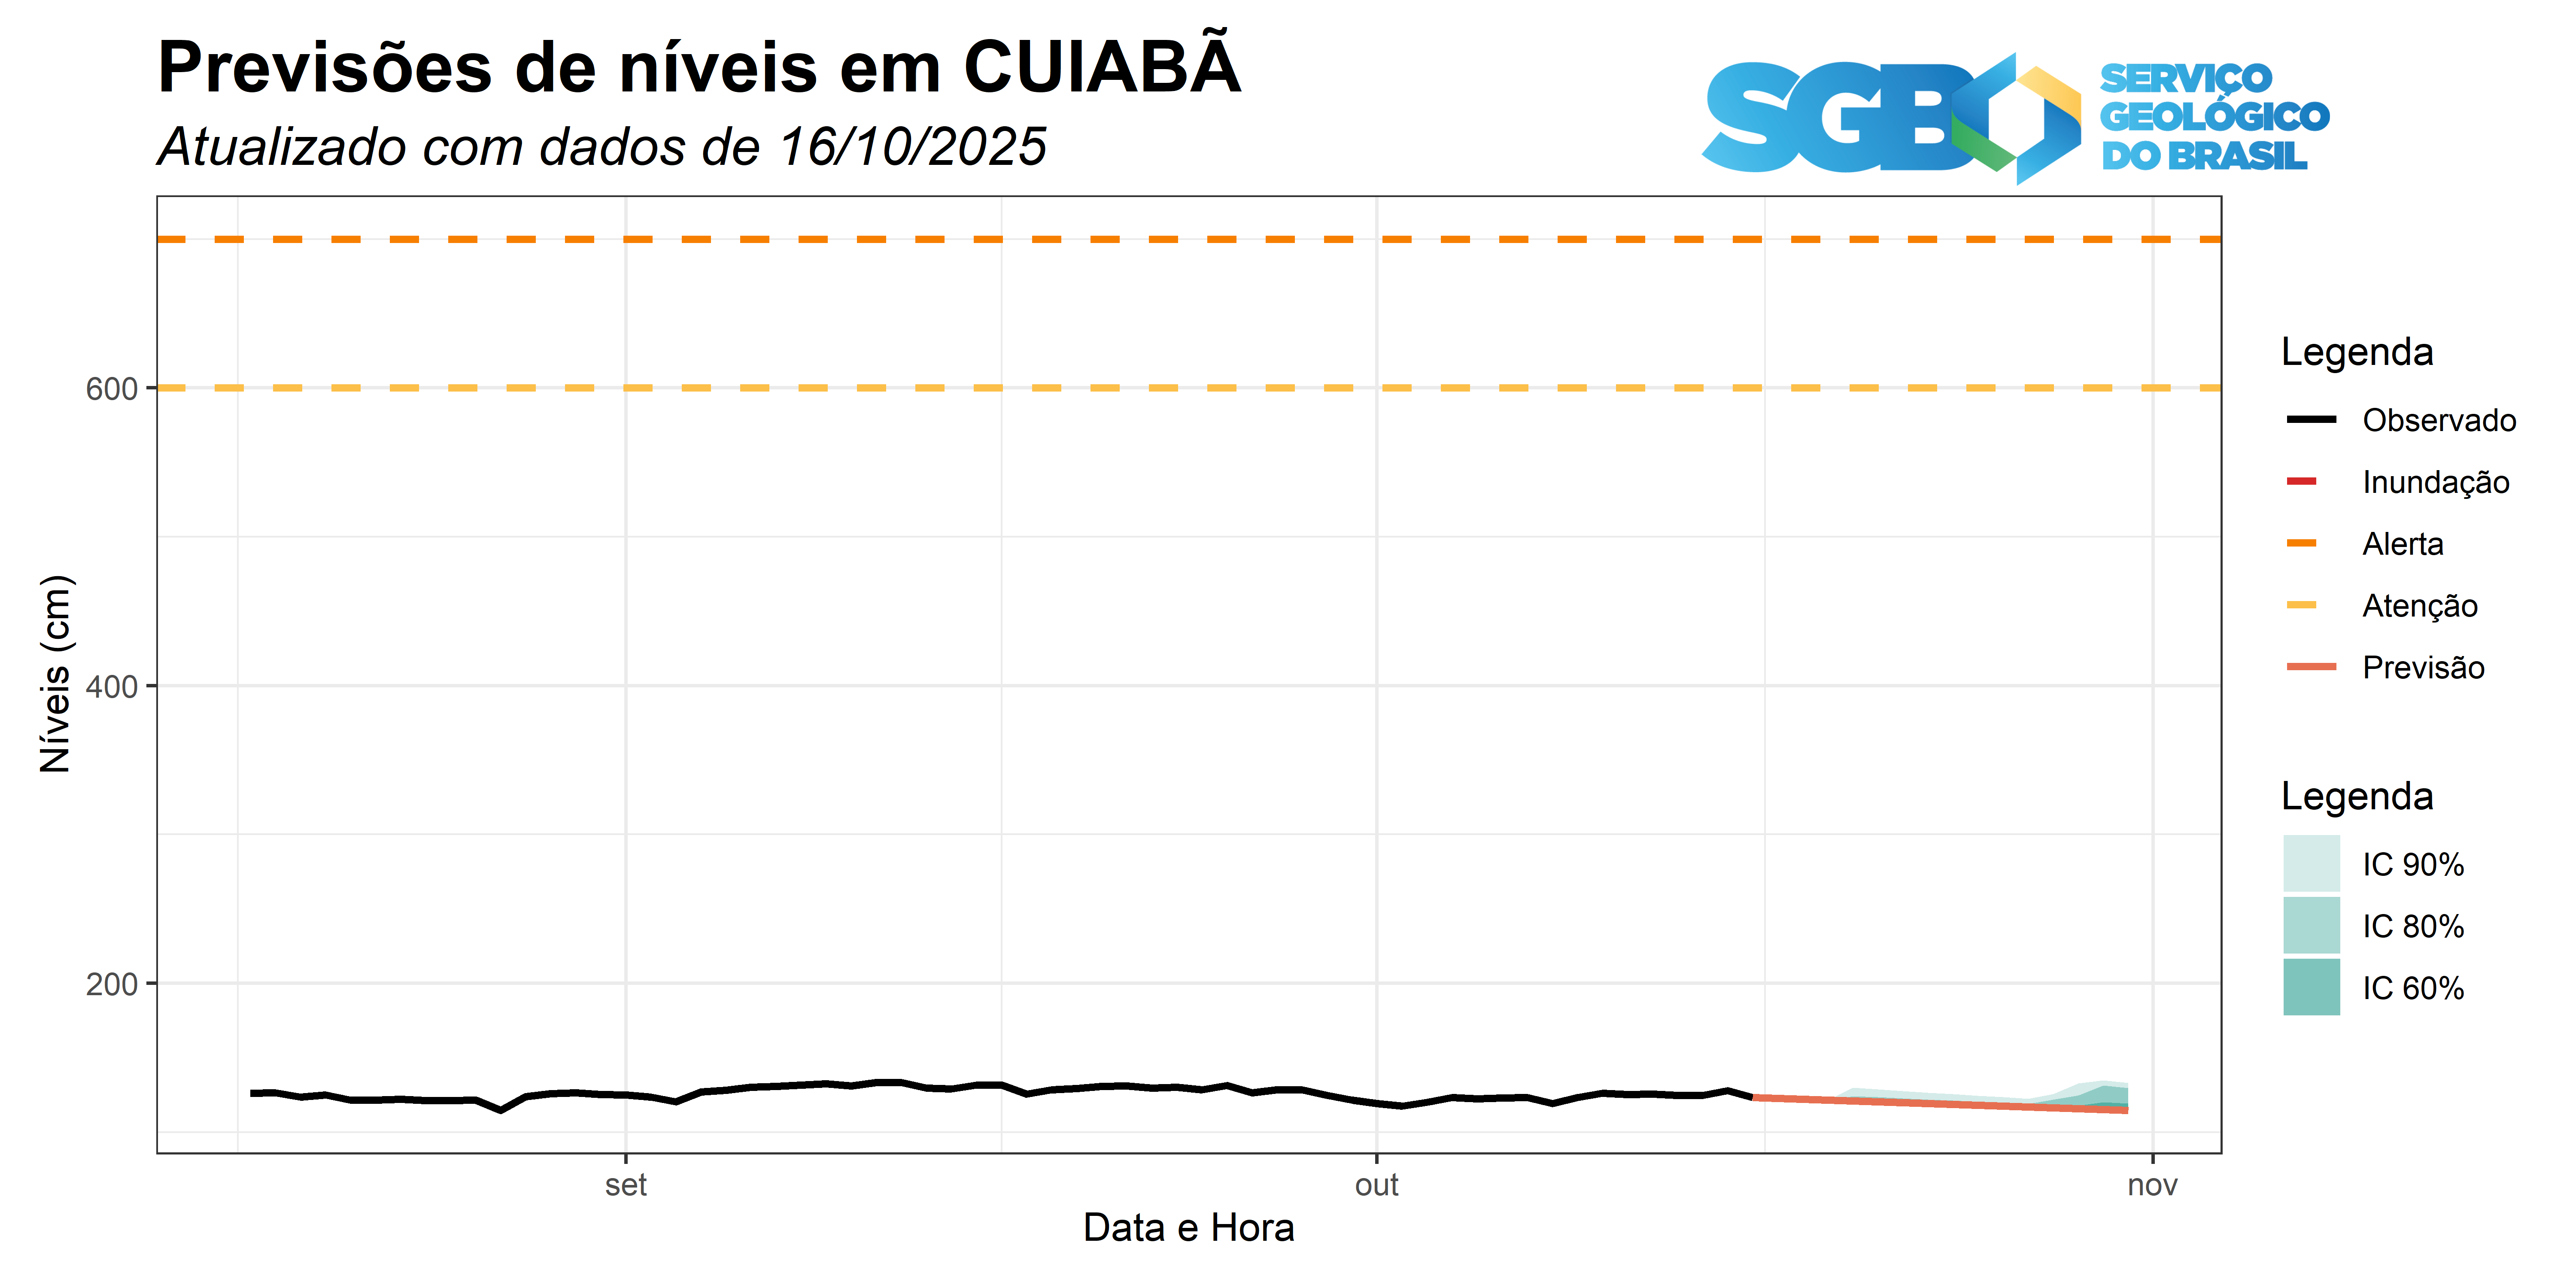 Previsões de níveis em CUIABÃ
Atualizado com dados de 16/10/2025
SGB
SERVIÇO
GEOLÓGICO
DO BRASIL
Níveis (cm)
600
400
200
set
out
nov
Data e Hora
Legenda
Observado
Inundação
Alerta
Atenção
Previsão
Legenda
IC 90%
IC 80%
IC 60%